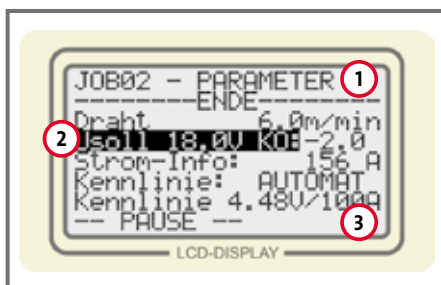 JOB02 - PARAMETER 1
--------ENDE--------
Draht 6.0m/min
2 Usoll 18.0V KO:-2.0
Strom-Info: 156 A
Kennlinie: AUTOMAT
Kennlinie 4.48V/100A
-- PAUSE -- 3
LCD-DISPLAY